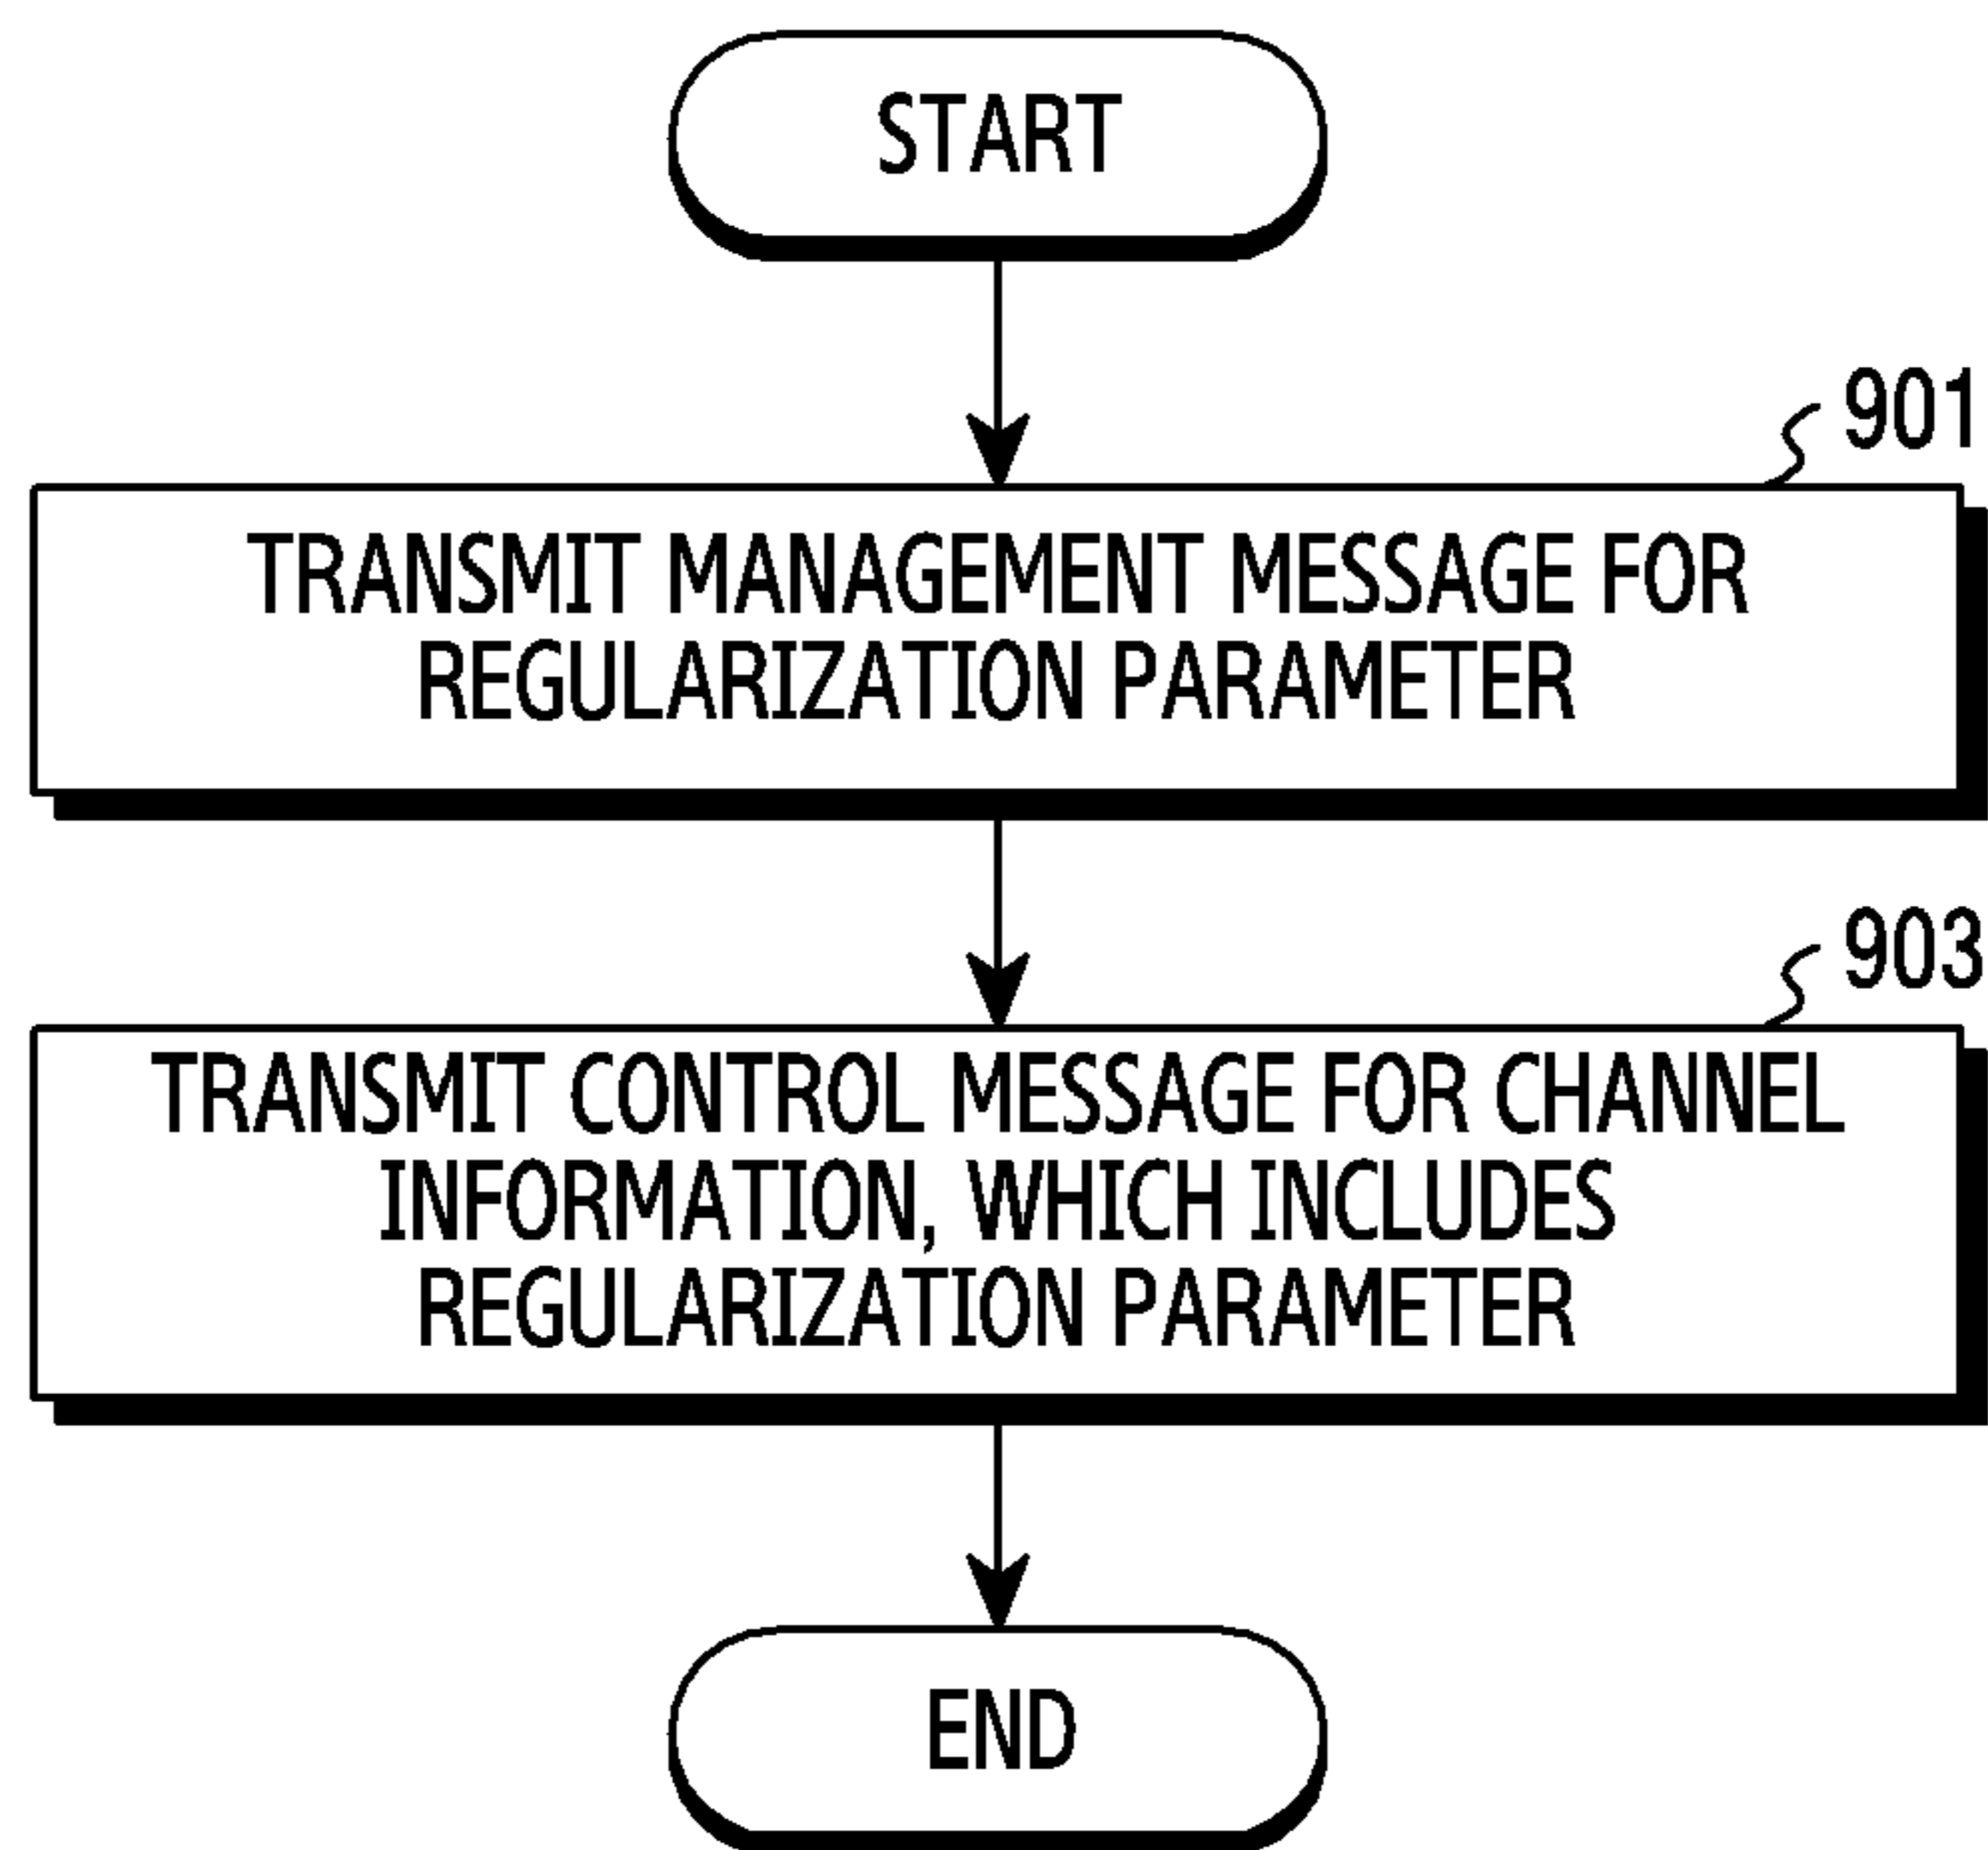 START
901
TRANSMIT MANAGEMENT MESSAGE FOR
REGULARIZATION PARAMETER
903
TRANSMIT CONTROL MESSAGE FOR CHANNEL
INFORMATION, WHICH INCLUDES
REGULARIZATION PARAMETER
END